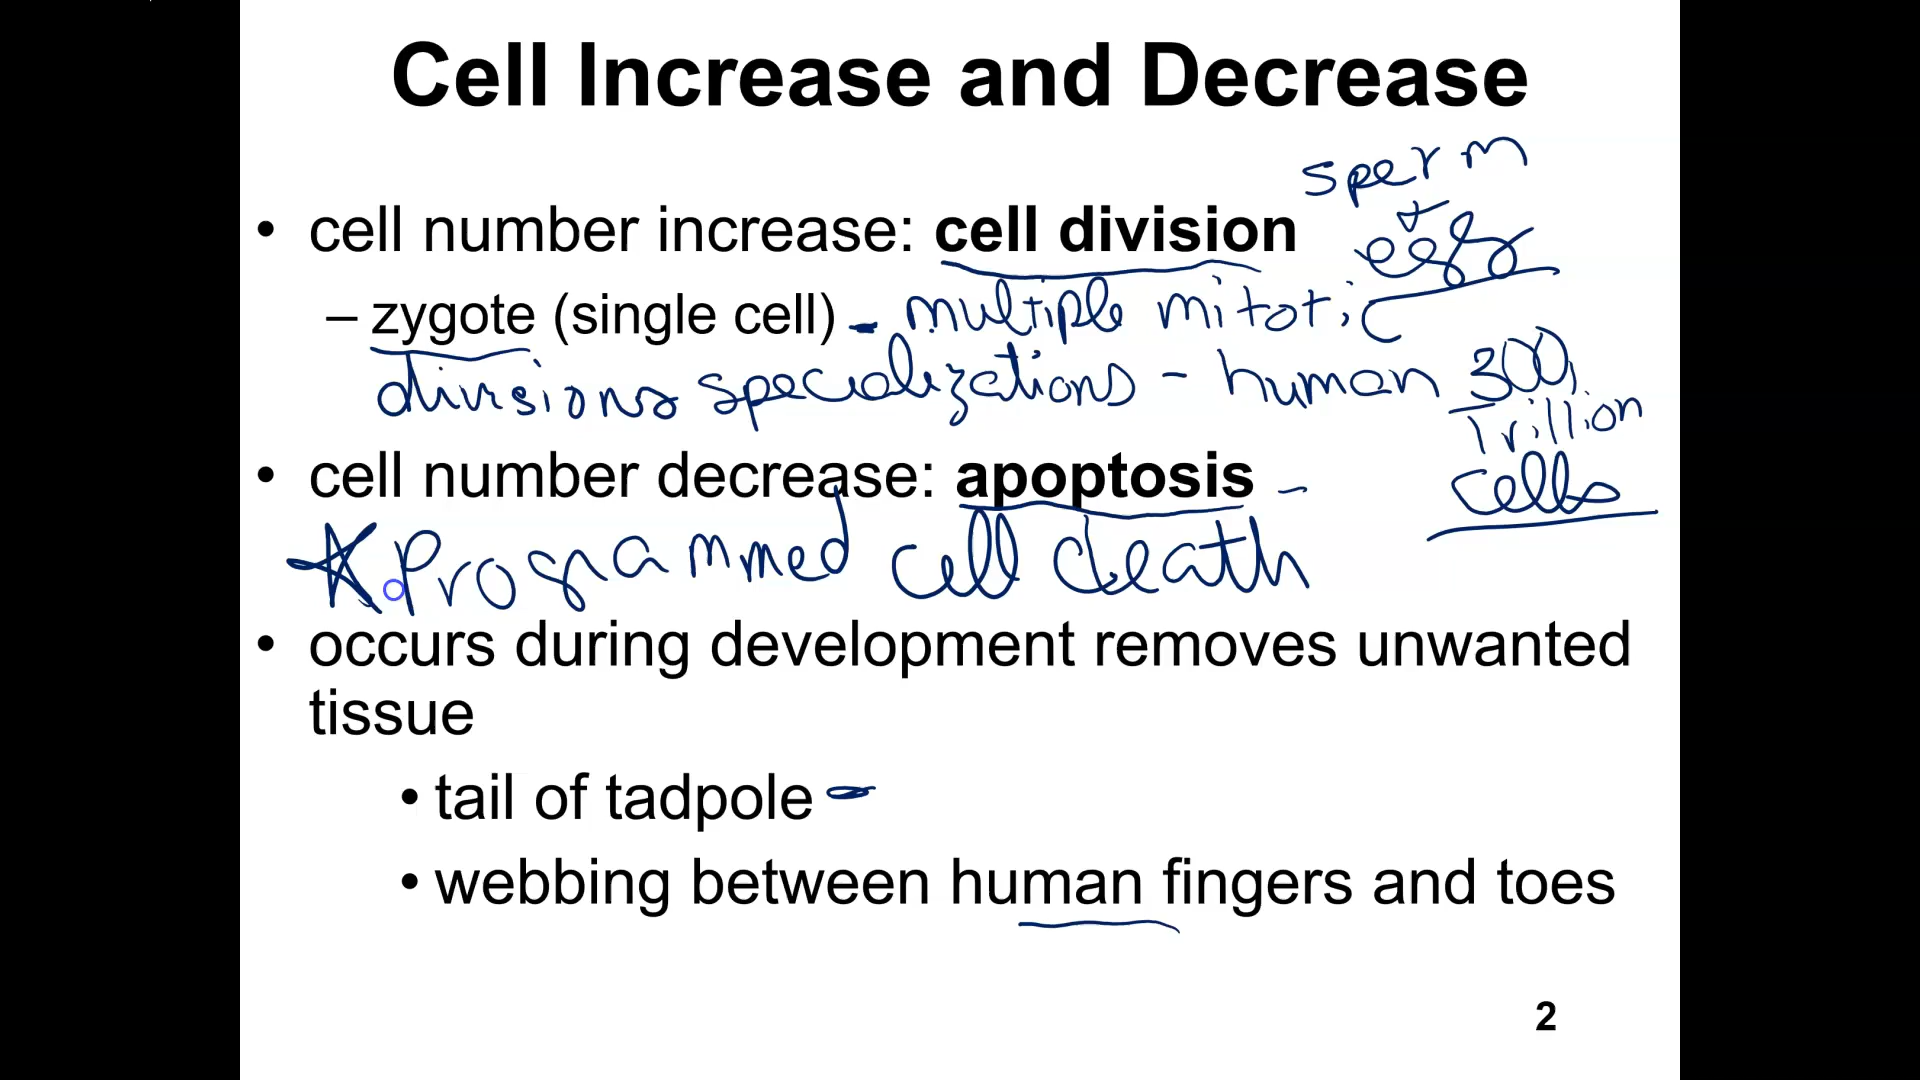 Cell Increase and Decrease
sperm
+
egg
• cell number increase: cell division
– zygote (single cell) - multiple mitotic
divisions specializations - human 300
Trillion
cells
• cell number decrease: apoptosis -
Programmed cell death
• occurs during development removes unwanted
tissue
• tail of tadpole -
• webbing between human fingers and toes
2